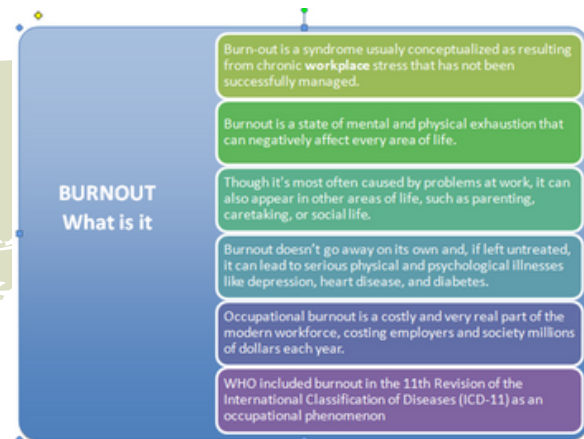 BURNOUT
What is it
Burn-out is a syndrome usualy conceptualized as resulting
from chronic workplace stress that has not been
successfully managed.
Burnout is a state of mental and physical exhaustion that
can negatively affect every area of life.
Though it's most often caused by problems at work, it can
also appear in other areas of life, such as parenting,
caretaking, or social life.
Burnout doesn't go away on its own and, if left untreated,
it can lead to serious physical and psychological illnesses
like depression, heart disease, and diabetes.
Occupational burnout is a costly and very real part of the
modern workforce, costing employers and society millions
of dollars each year.
WHO included burnout in the 11th Revision of the
International Classification of Diseases (ICD-11) as an
occupational phenomenon